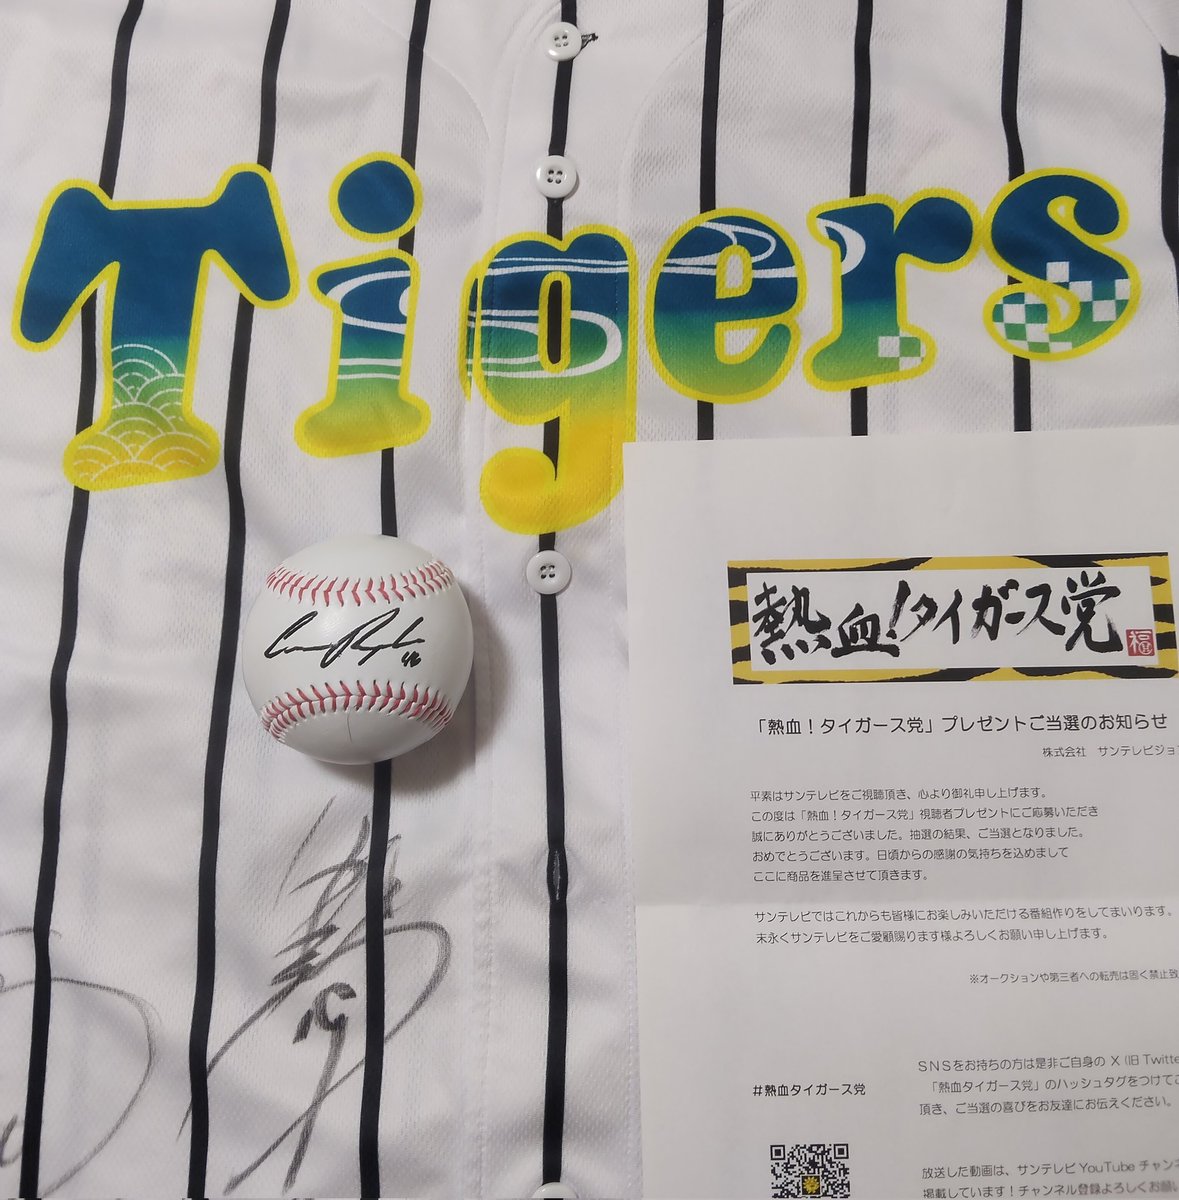 Tigers
熱血!タイガース党
福
「熱血！タイガース党」プレゼントご当選のお知らせ
株式会社　サンテレビジョ
平素はサンテレビをご視聴頂き、心より御礼申し上げます。
この度は「熱血！タイガース党」視聴者プレゼントにご応募いただき
誠にありがとうございました。抽選の結果、ご当選となりました。
おめでとうございます。日頃からの感謝の気持ちを込めまして
ここに商品を進呈させて頂きます。
サンテレビではこれからも皆様にお楽しみいただける番組作りをしてまいります。
末永くサンテレビをご愛顧賜ります様よろしくお願い申し上げます。
※オークションや第三者への転売は固く禁止致
SNSをお持ちの方は是非ご自身の X (旧 Twitte
#熱血タイガース党
「熱血タイガース党」のハッシュタグをつけてご
頂き、ご当選の喜びをお友達にお伝えください。
放送した動画は、サンテレビ YouTube チャン
掲載しています！チャンネル登録よろしくお願い